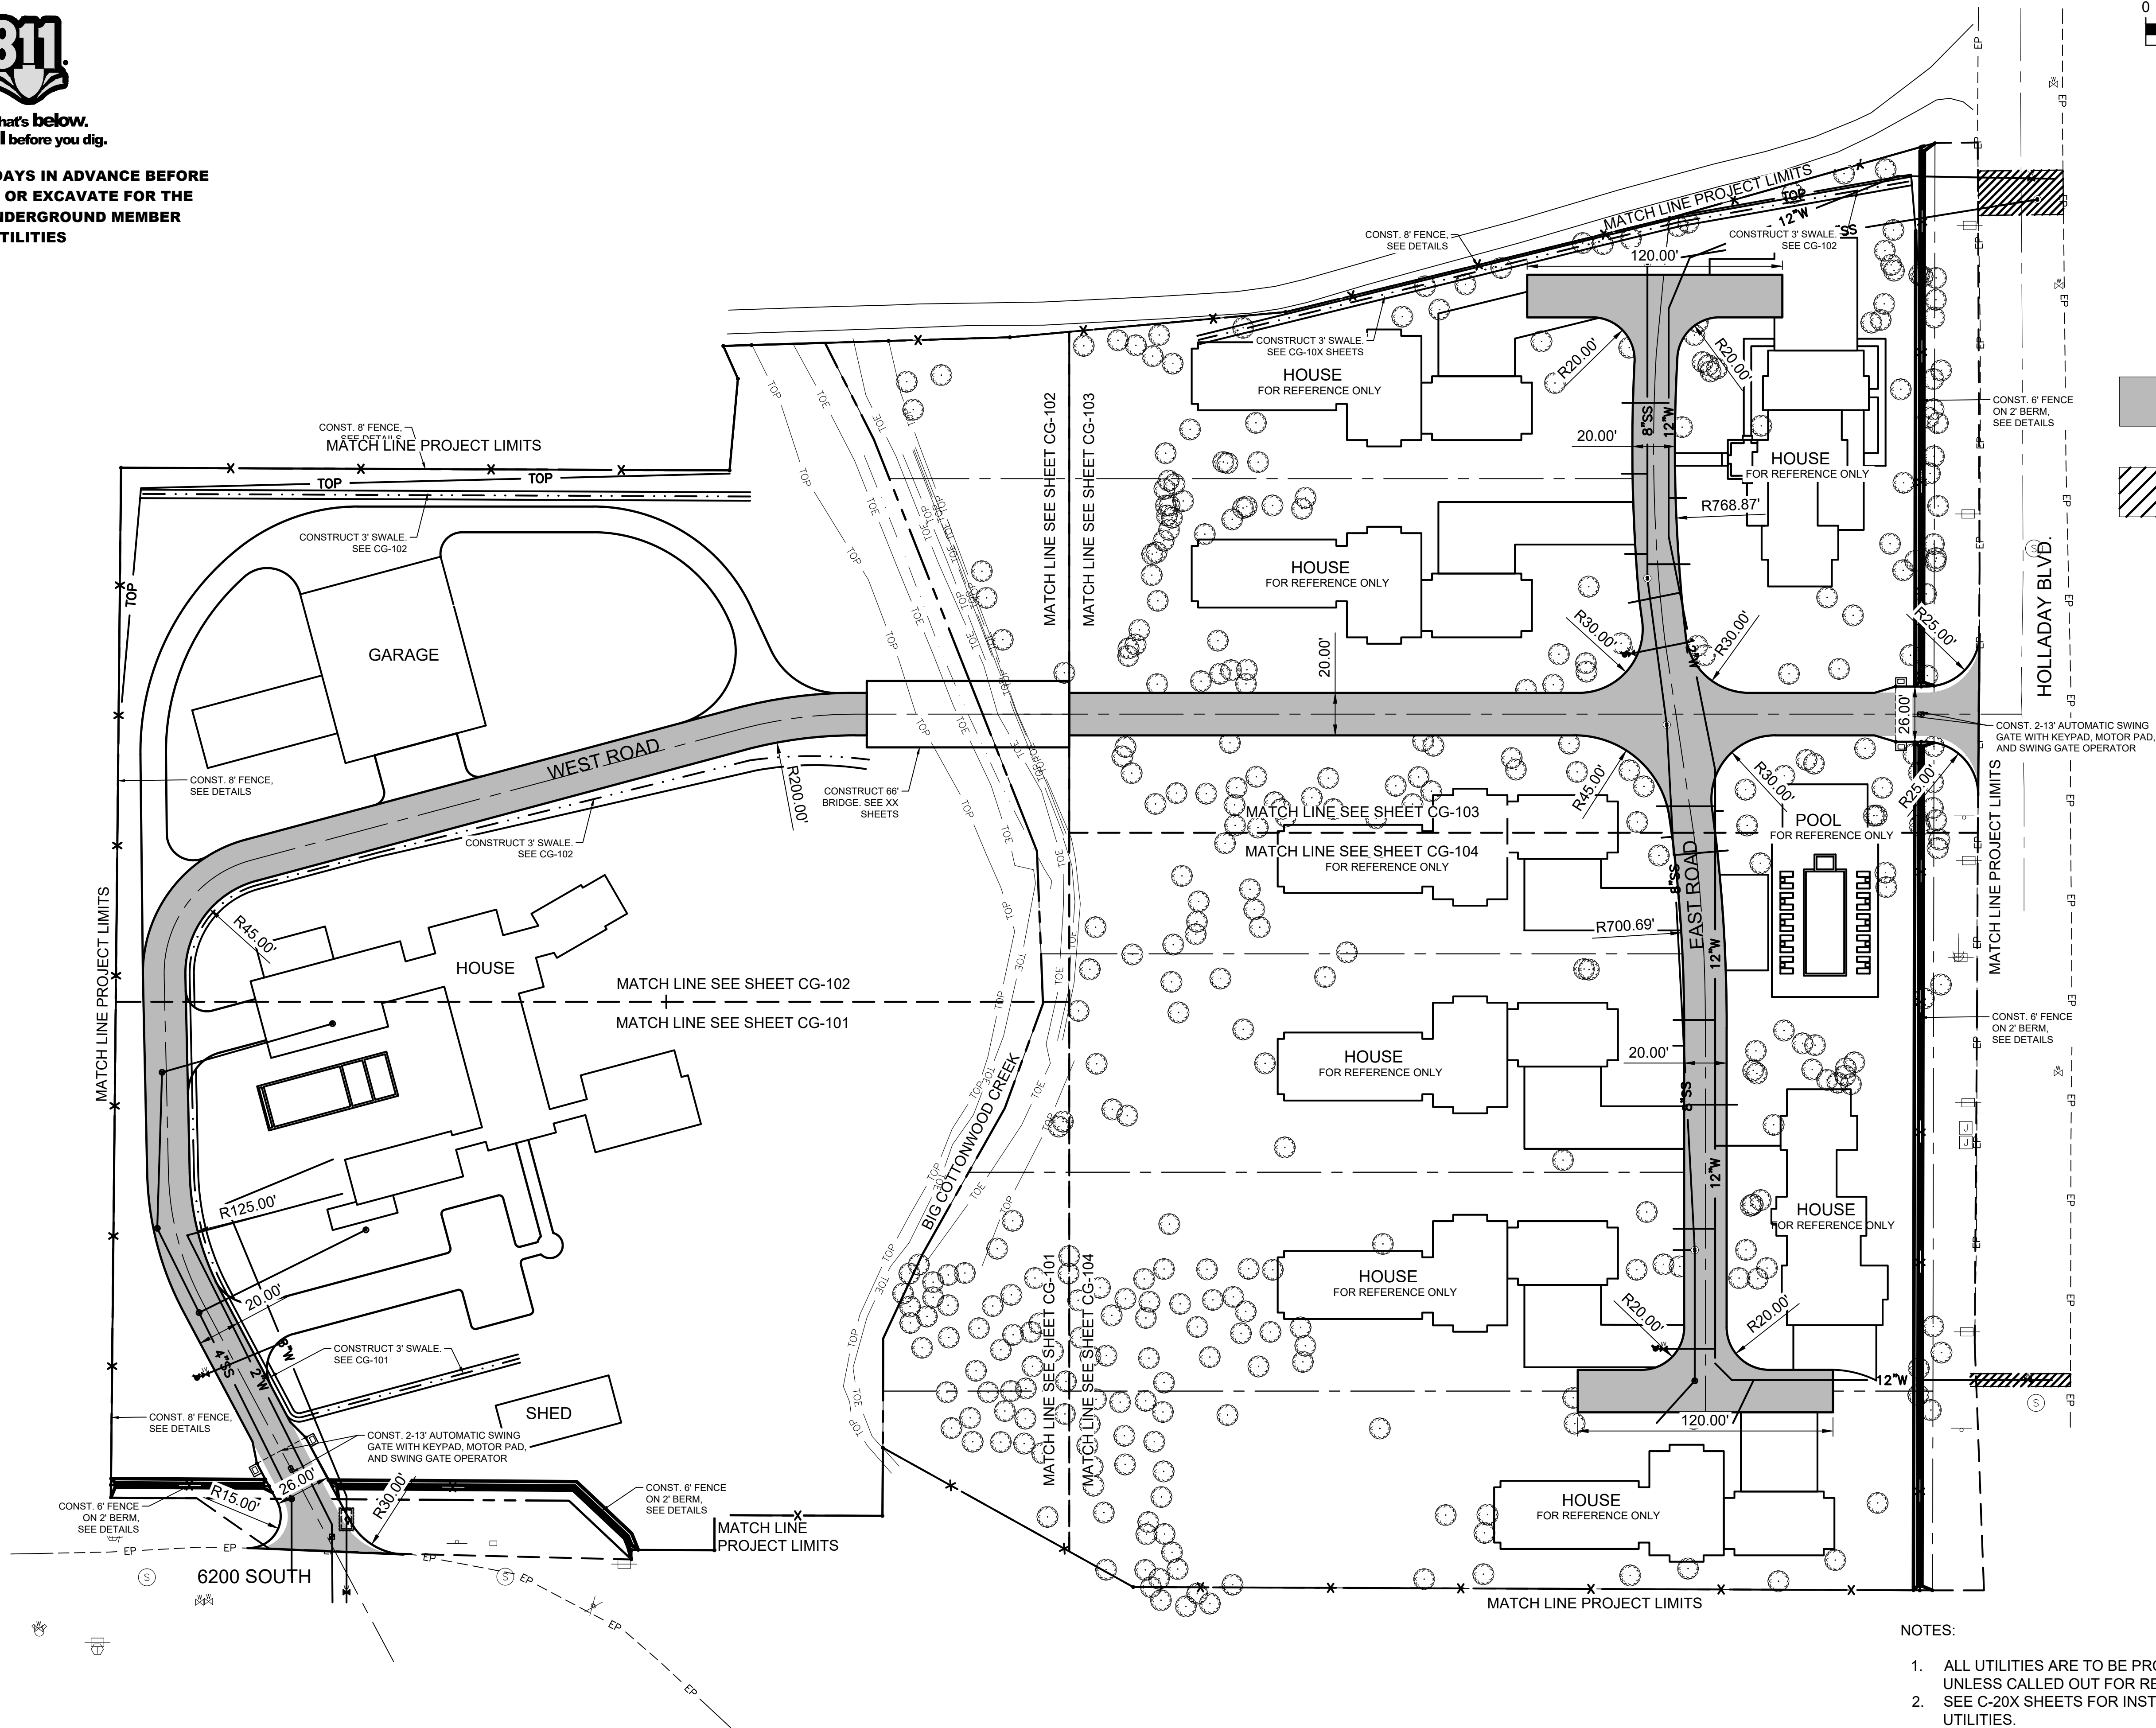 811
hat's below.
before you dig.
DAYS IN ADVANCE BEFORE
OR EXCAVATE FOR THE
NDERGROUND MEMBER
TILITIES
0
MATCH LINE PROJECT LIMITS
TOP
12"W
SS
CONST. 8' FENCE,
SEE DETAILS
CONSTRUCT 3' SWALE.
SEE CG-102
120.00'
CONSTRUCT 3' SWALE.
SEE CG-10X SHEETS
HOUSE
FOR REFERENCE ONLY
R20.00'
R20.00'
8"SS
12"W
20.00'
HOUSE
FOR REFERENCE ONLY
R768.87'
CONST. 6' FENCE
ON 2' BERM,
SEE DETAILS
HOLLADAY BLVD.
CONST. 8' FENCE,
SEE DETAILS
MATCH LINE PROJECT LIMITS
TOP
TOP
TOP
CONSTRUCT 3' SWALE.
SEE CG-102
GARAGE
MATCH LINE SEE SHEET CG-102
MATCH LINE SEE SHEET CG-103
HOUSE
FOR REFERENCE ONLY
20.00'
R30.00'
R30.00'
R25.00'
26.00'
CONST. 2-13' AUTOMATIC SWING
GATE WITH KEYPAD, MOTOR PAD,
AND SWING GATE OPERATOR
WEST ROAD
R200.00'
CONST. 8' FENCE,
SEE DETAILS
CONSTRUCT 66'
BRIDGE. SEE XX
SHEETS
CONSTRUCT 3' SWALE.
SEE CG-102
R45.00'
R30.00'
R25.00'
POOL
FOR REFERENCE ONLY
MATCH LINE SEE SHEET CG-103
MATCH LINE SEE SHEET CG-104
FOR REFERENCE ONLY
8"SS
EAST ROAD
12"W
R700.69'
MATCH LINE PROJECT LIMITS
MATCH LINE PROJECT LIMITS
R45.00'
HOUSE
MATCH LINE SEE SHEET CG-102
MATCH LINE SEE SHEET CG-101
CONST. 6' FENCE
ON 2' BERM,
SEE DETAILS
BIG COTTONWOOD CREEK
HOUSE
FOR REFERENCE ONLY
20.00'
8"SS
12"W
HOUSE
FOR REFERENCE ONLY
R125.00'
20.00'
MATCH LINE SEE SHEET CG-101
MATCH LINE SEE SHEET CG-104
HOUSE
FOR REFERENCE ONLY
R20.00'
R20.00'
12"W
120.00'
8"W
4"SS
2"W
CONSTRUCT 3' SWALE.
SEE CG-101
SHED
CONST. 8' FENCE,
SEE DETAILS
CONST. 2-13' AUTOMATIC SWING
GATE WITH KEYPAD, MOTOR PAD,
AND SWING GATE OPERATOR
26.00'
R15.00'
R30.00'
CONST. 6' FENCE
ON 2' BERM,
SEE DETAILS
CONST. 6' FENCE
ON 2' BERM,
SEE DETAILS
MATCH LINE
PROJECT LIMITS
6200 SOUTH
HOUSE
FOR REFERENCE ONLY
MATCH LINE PROJECT LIMITS
NOTES:
1. ALL UTILITIES ARE TO BE PRO
UNLESS CALLED OUT FOR RE
2. SEE C-20X SHEETS FOR INST
UTILITIES.